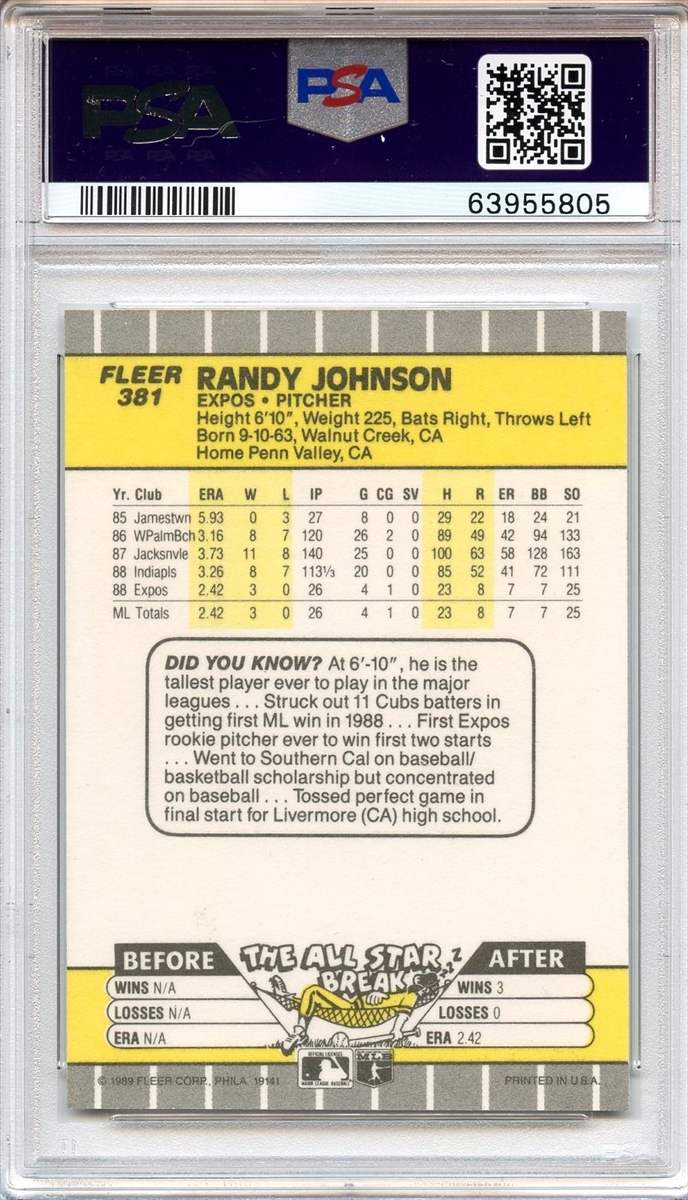 PSA
PSA
63955805
FLEER
381
RANDY JOHNSON
EXPOS • PITCHER
Height 6'10", Weight 225, Bats Right, Throws Left
Born 9-10-63, Walnut Creek, CA
Home Penn Valley, CA
Yr. Club ERA W L IP G CG SV H R ER BB SO
85 Jamestwn 5.93 0 3 27 8 0 0 29 22 18 24 21
86 WPalmBch 3.16 8 7 120 26 2 0 89 49 42 94 133
87 Jacksnvle 3.73 11 8 140 25 0 0 100 63 58 128 163
88 Indiapls 3.26 8 7 113⅓ 20 0 0 85 52 41 72 111
88 Expos 2.42 3 0 26 4 1 0 23 8 7 7 25
ML Totals 2.42 3 0 26 4 1 0 23 8 7 7 25
DID YOU KNOW? At 6'-10", he is the
tallest player ever to play in the major
leagues . . . Struck out 11 Cubs batters in
getting first ML win in 1988 . . . First Expos
rookie pitcher ever to win first two starts
. . . Went to Southern Cal on baseball/
basketball scholarship but concentrated
on baseball . . . Tossed perfect game in
final start for Livermore (CA) high school.
BEFORE
WINS N/A
LOSSES N/A
ERA N/A
THE ALL STAR
BREAK
zzZ
AFTER
WINS 3
LOSSES 0
ERA 2.42
OFFICIAL LICENSEE
MAJOR LEAGUE BASEBALL
MLB
© 1989 FLEER CORP., PHILA. 19141
PRINTED IN U.S.A.
PSA